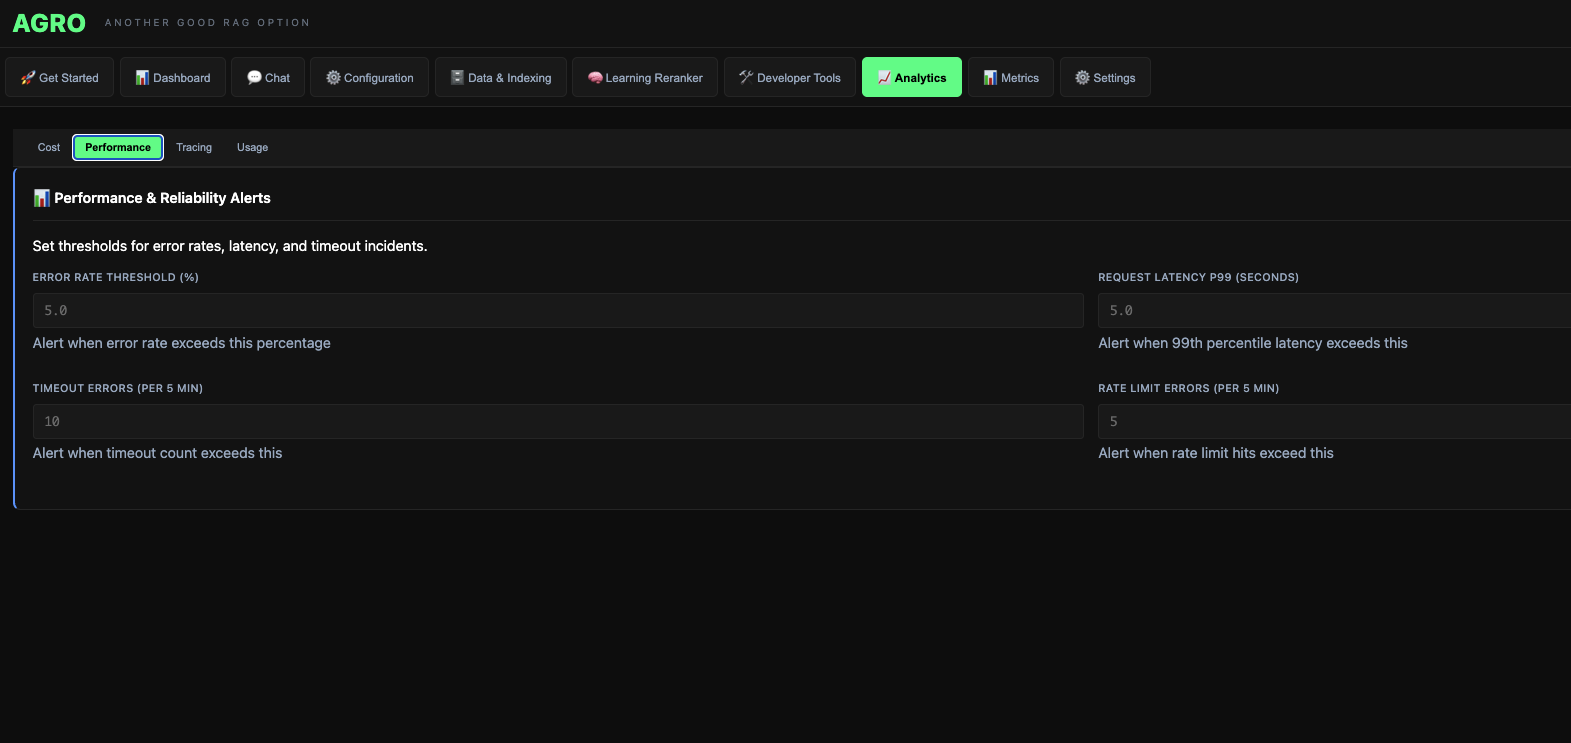 AGRO ANOTHER GOOD RAG OPTION
Get Started Dashboard Chat Configuration Data & Indexing Learning Reranker Developer Tools Analytics Metrics Settings
Cost Performance Tracing Usage
Performance & Reliability Alerts
Set thresholds for error rates, latency, and timeout incidents.
ERROR RATE THRESHOLD (%) REQUEST LATENCY P99 (SECONDS)
5.0 5.0
Alert when error rate exceeds this percentage Alert when 99th percentile latency exceeds this
TIMEOUT ERRORS (PER 5 MIN) RATE LIMIT ERRORS (PER 5 MIN)
10 5
Alert when timeout count exceeds this Alert when rate limit hits exceed this